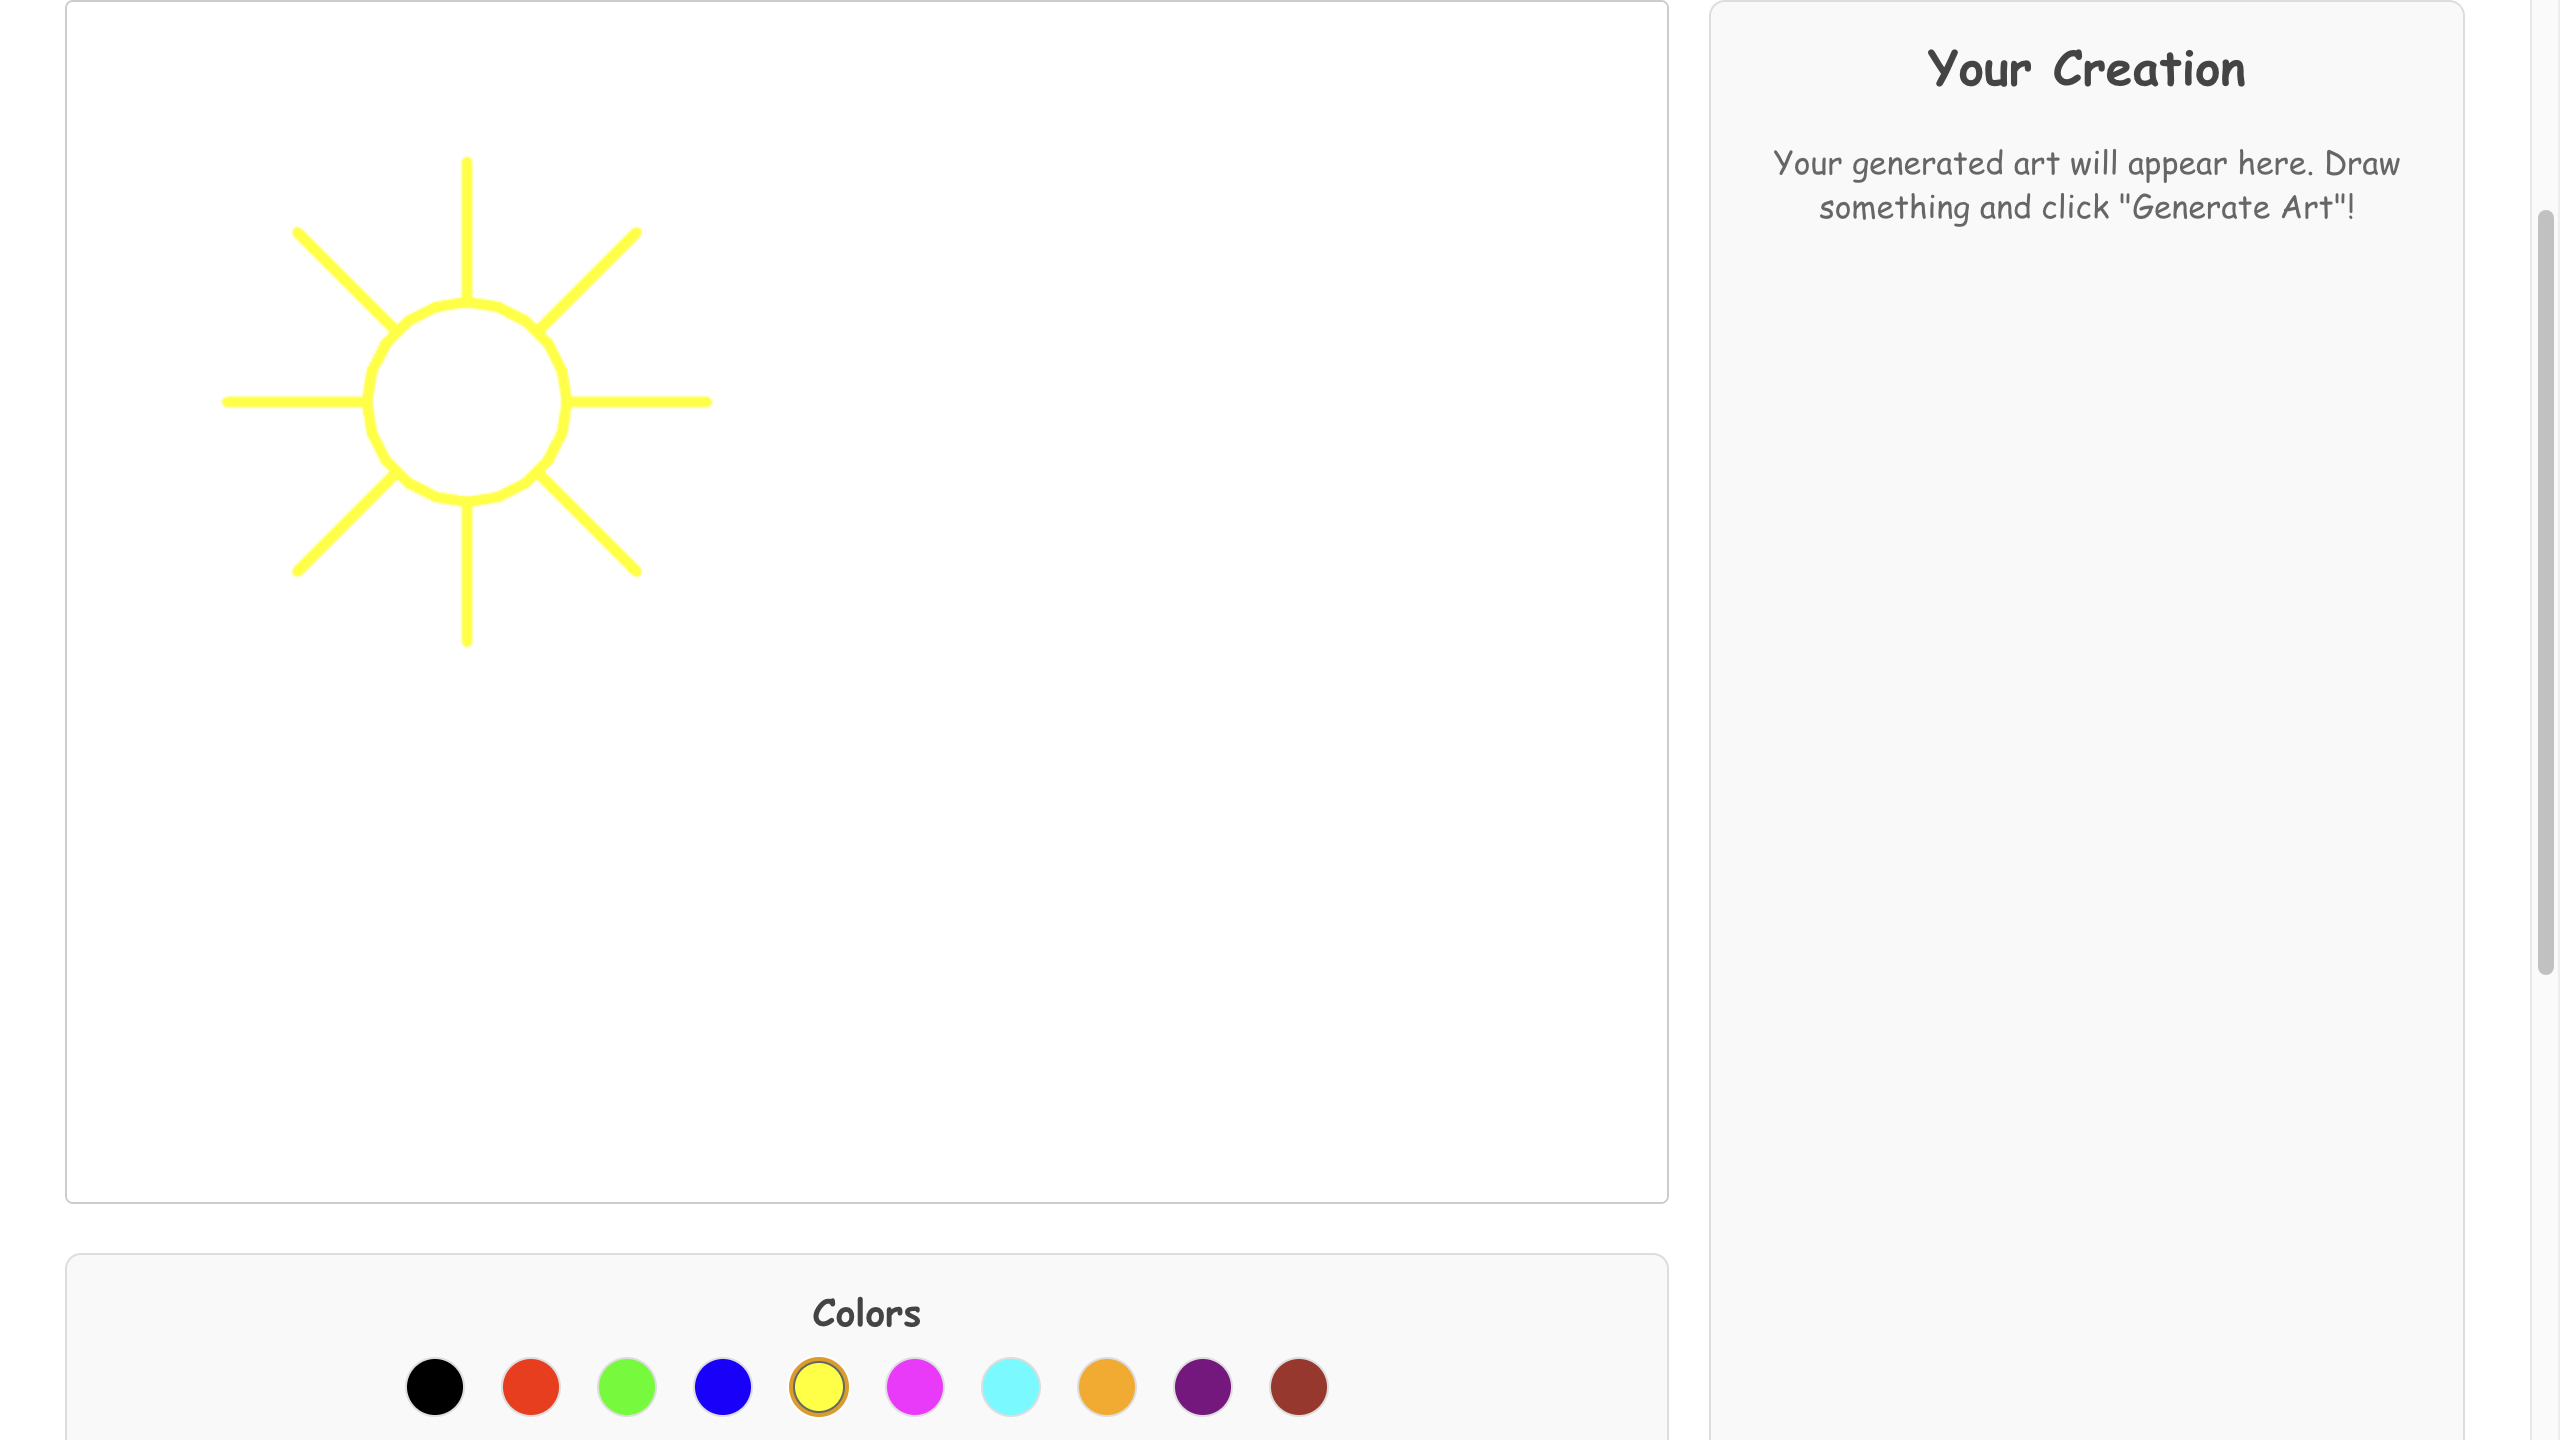 Your Creation
Your generated art will appear here. Draw
something and click "Generate Art"!
Colors